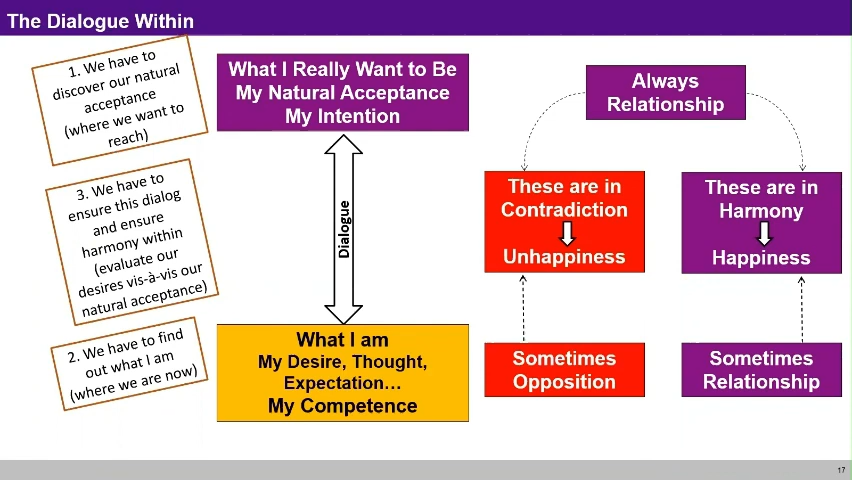 The Dialogue Within
1. We have to
discover our natural
acceptance
(where we want to
reach)
3. We have to
ensure this dialog
and ensure
harmony within
(evaluate our
desires vis-à-vis our
natural acceptance)
2. We have to find
out what I am
(where we are now)
What I Really Want to Be
My Natural Acceptance
My Intention
Dialogue
What I am
My Desire, Thought,
Expectation…
My Competence
Always
Relationship
These are in
Contradiction
Unhappiness
These are in
Harmony
Happiness
Sometimes
Opposition
Sometimes
Relationship
17